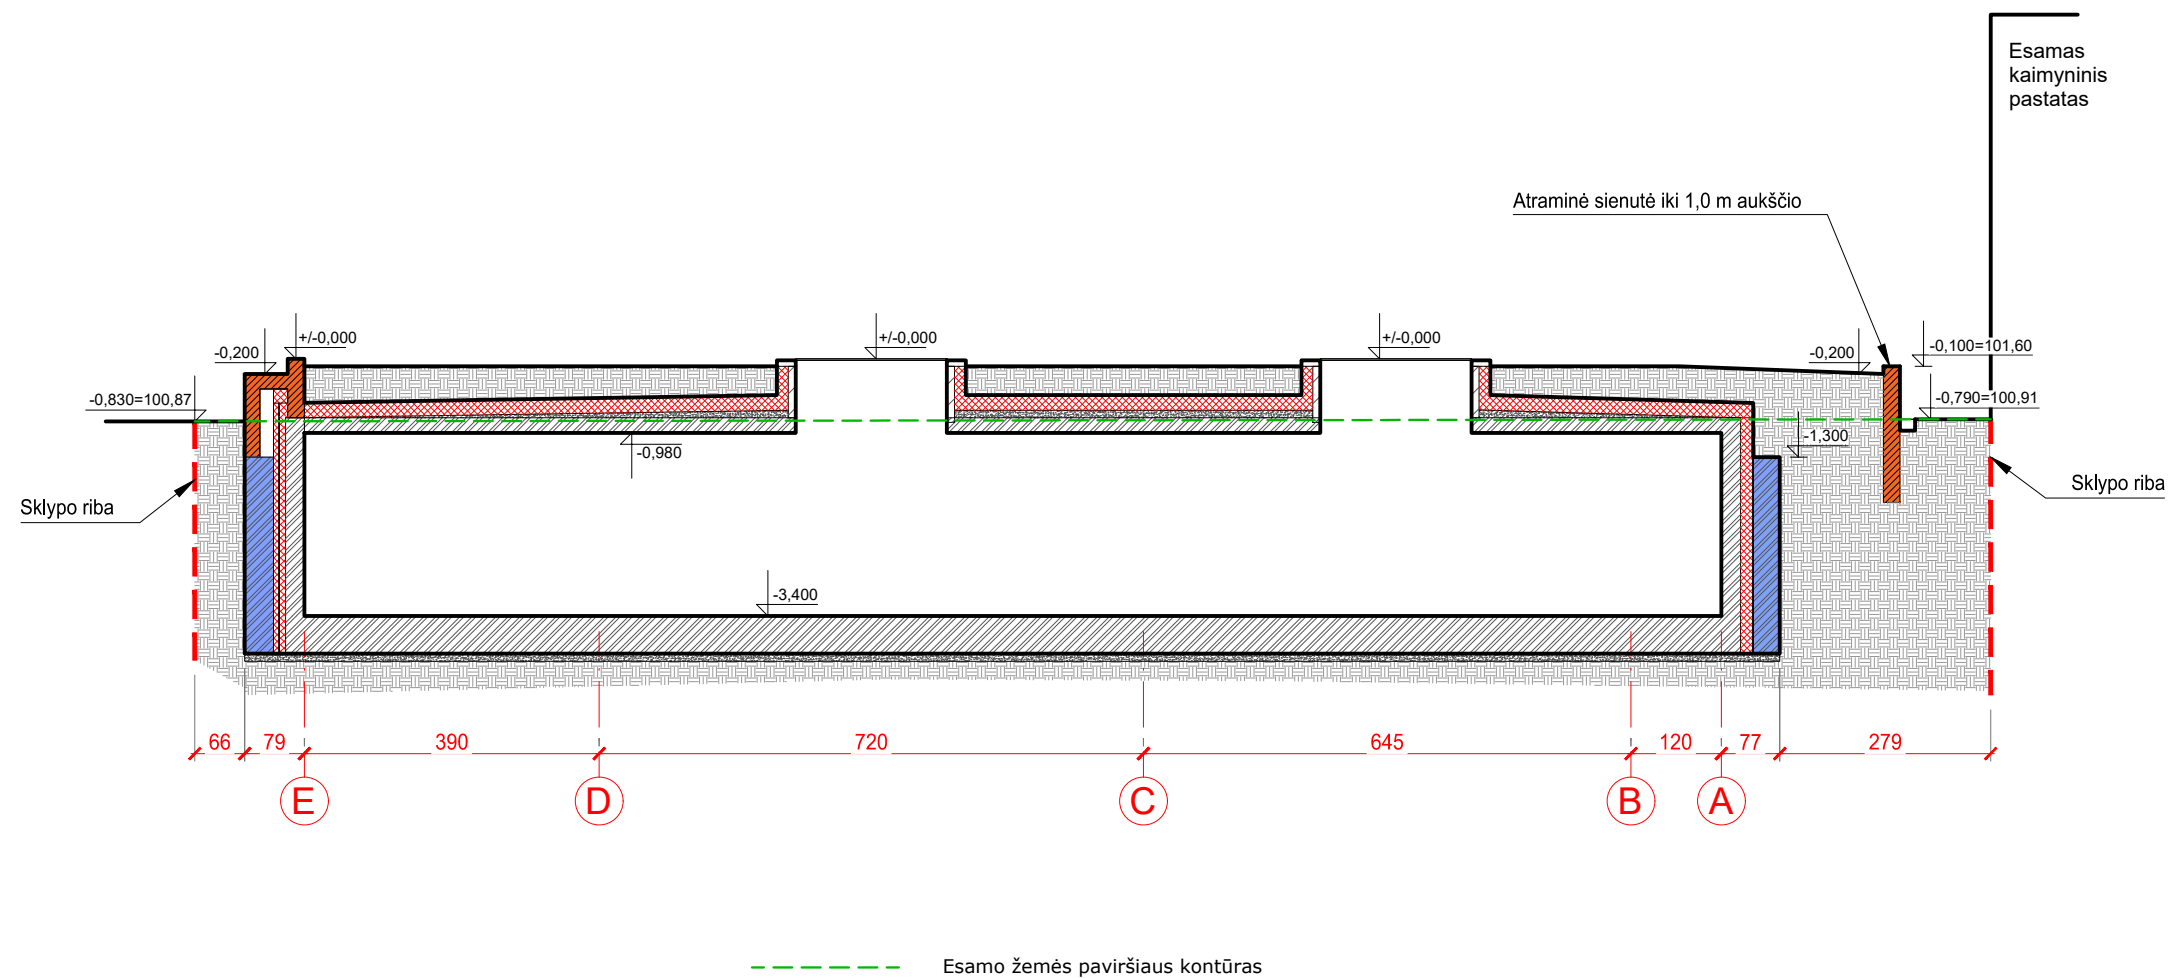 Esamas
kaimyninis
pastatas
Atraminė sienutė iki 1,0 m aukščio
+/-0,000
+/-0,000
+/-0,000
-0,200
-0,200
-0,100=101,60
-0,830=100,87
-0,790=100,91
-1,300
-0,980
Sklypo riba
Sklypo riba
-3,400
66
79
390
720
645
120
77
279
E
D
C
B
A
Esamo žemės paviršiaus kontūras